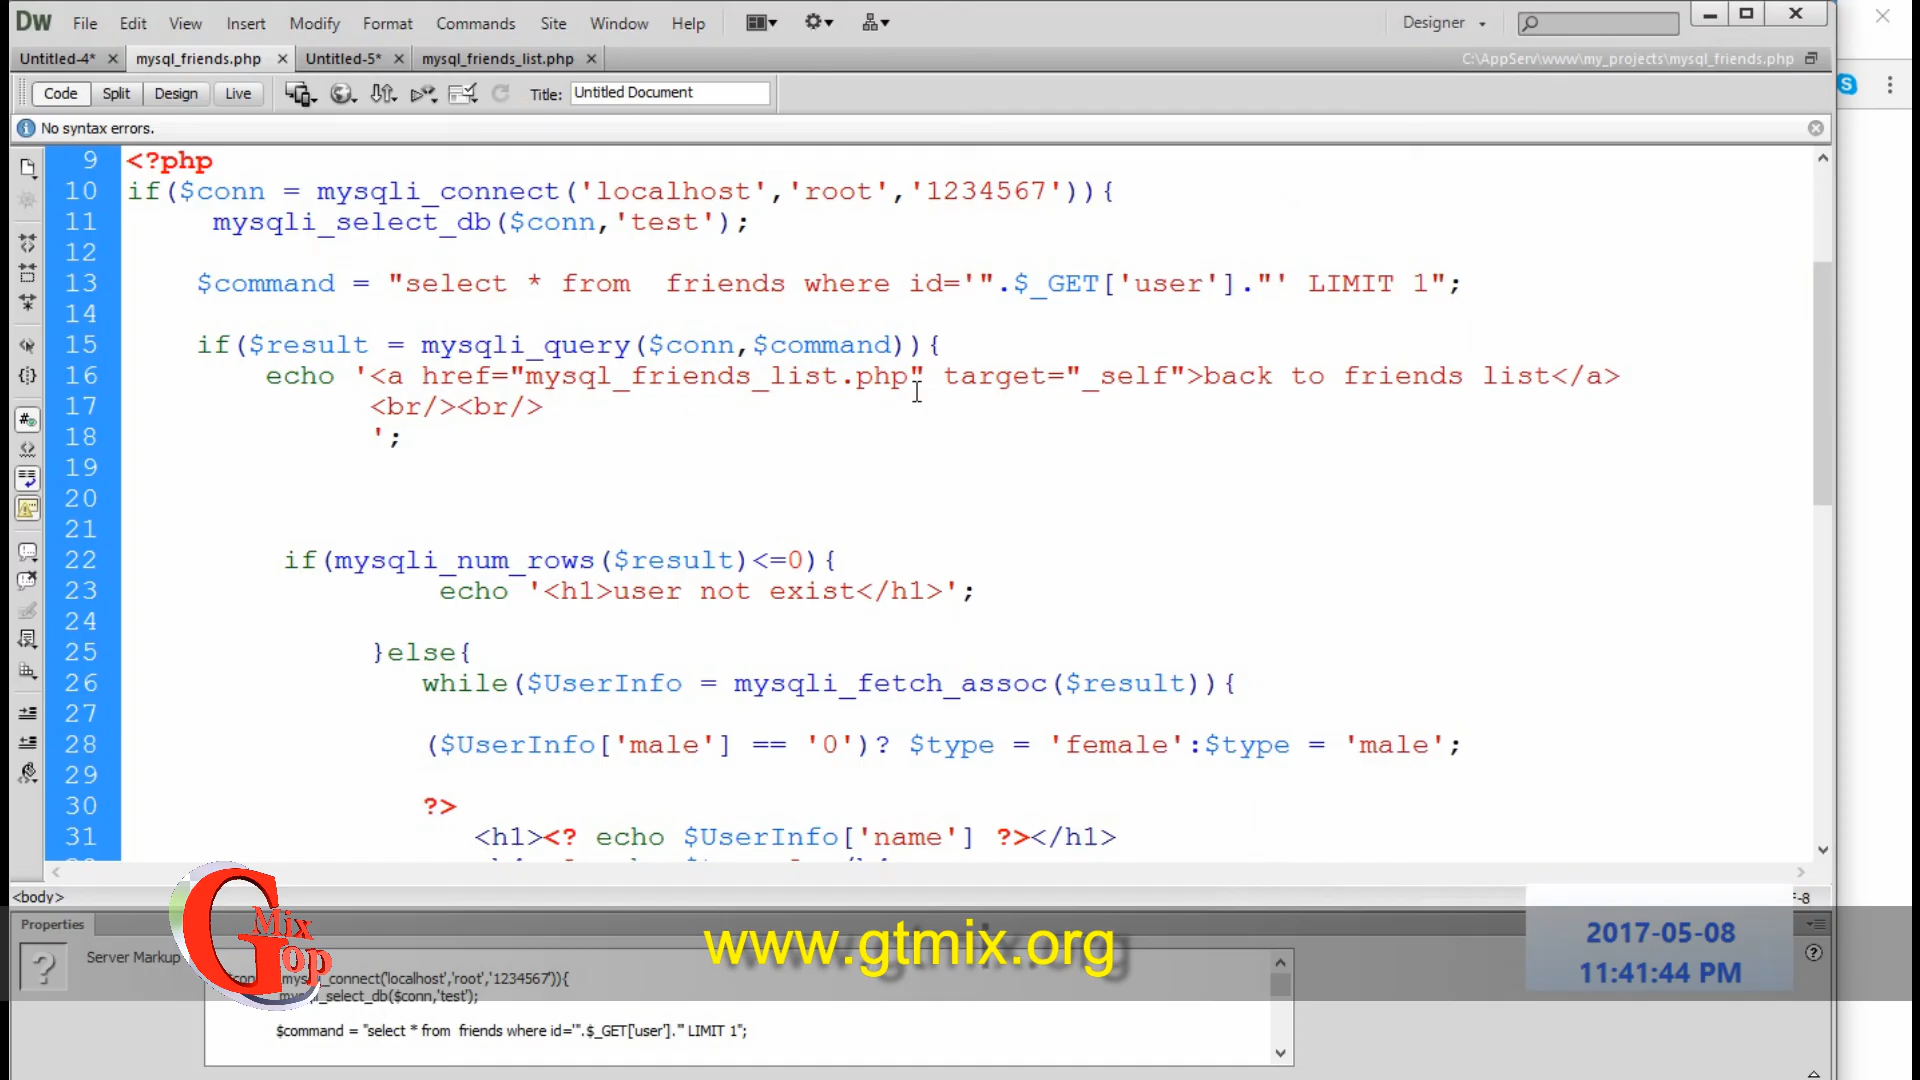 Dw File Edit View Insert Modify Format Commands Site Window Help Designer
Untitled-4* mysql_friends.php Untitled-5* mysql_friends_list.php C:\AppServ\www\my_projects\mysql_friends.php
Code Split Design Live Title: Untitled Document
No syntax errors.
9 <?php
10 if($conn = mysqli_connect('localhost','root','1234567')){
11 mysqli_select_db($conn,'test');
12
13 $command = "select * from  friends where id='".$_GET['user']."' LIMIT 1";
14
15 if($result = mysqli_query($conn,$command)){
16 echo '<a href="mysql_friends_list.php" target="_self">back to friends list</a>
17 <br/><br/>
18 ';
19
20
21
22 if(mysqli_num_rows($result)<=0){
23 echo '<h1>user not exist</h1>';
24
25 }else{
26 while($UserInfo = mysqli_fetch_assoc($result)){
27
28 ($UserInfo['male'] == '0')? $type = 'female':$type = 'male';
29
30 ?>
31 <h1><? echo $UserInfo['name'] ?></h1>
<body>
Properties
Server Markup
G Mix Top
www.gtmix.org
2017-05-08
11:41:44 PM
_connect('localhost','root','1234567')){
_select_db($conn,'test');
$command = "select * from  friends where id='".$_GET['user']."' LIMIT 1";